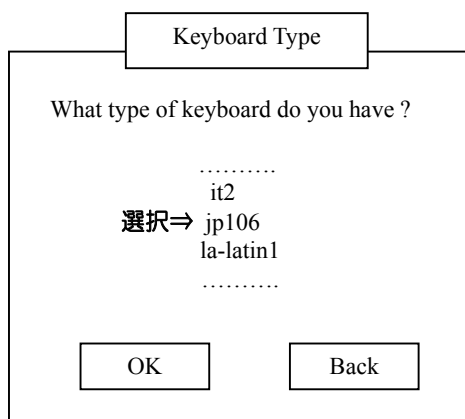 Keyboard Type
What type of keyboard do you have ?
……….
it2
選択⇒ jp106
la-latin1
……….
OK Back